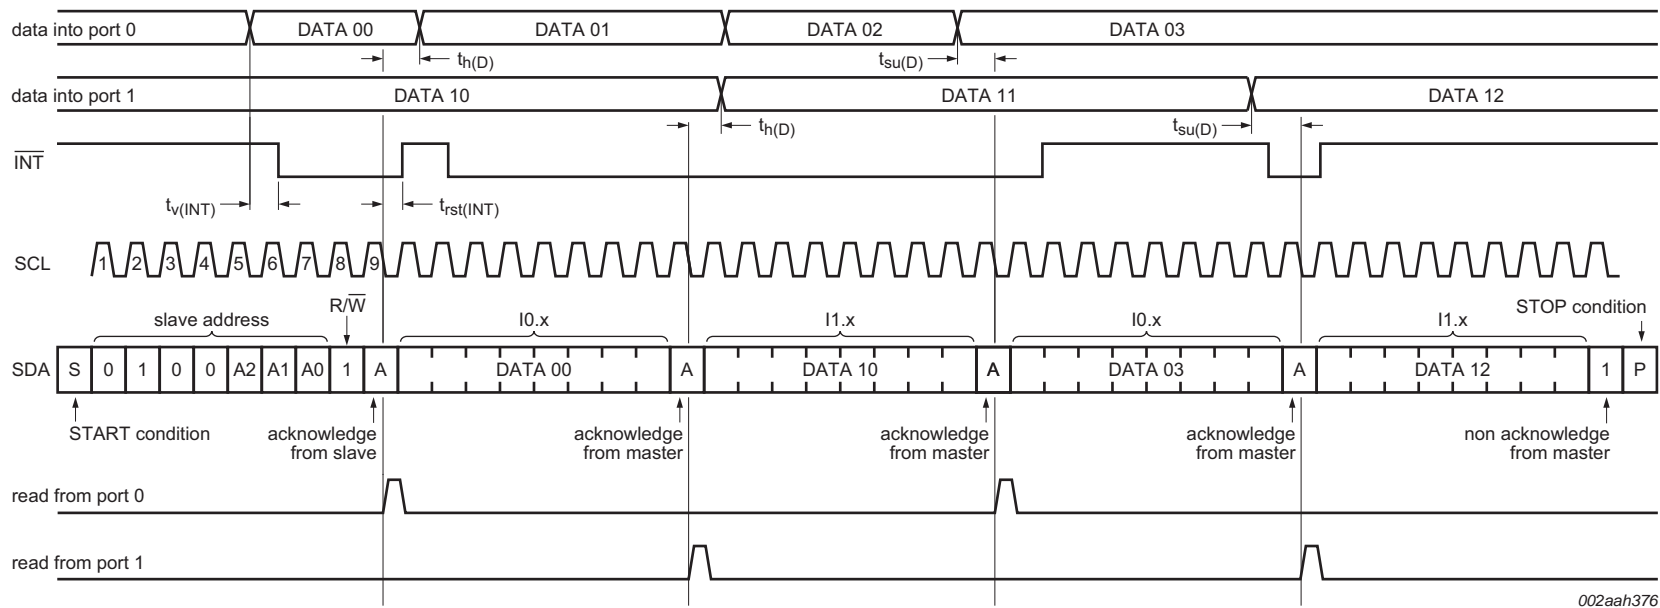 data into port 0 DATA 00 DATA 01 DATA 02 DATA 03
th(D) tsu(D)
data into port 1 DATA 10 DATA 11 DATA 12
th(D) tsu(D)
INT
tv(INT) trst(INT)
SCL 1 2 3 4 5 6 7 8 9
R/W STOP condition
slave address I0.x I1.x I0.x I1.x
SDA S 0 1 0 0 A2 A1 A0 1 A DATA 00 A DATA 10 A DATA 03 A DATA 12 1 P
START condition acknowledge acknowledge acknowledge acknowledge non acknowledge
from slave from master from master from master from master
read from port 0
read from port 1
002aah376